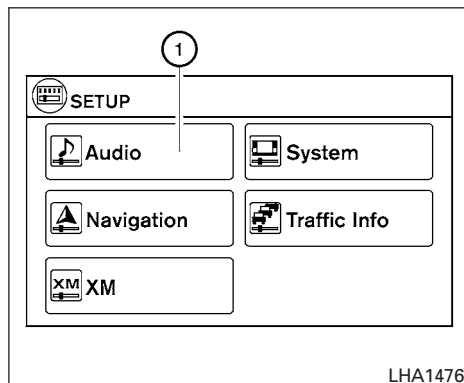 1
SETUP
Audio
System
Navigation
Traffic Info
XM XM
LHA1476